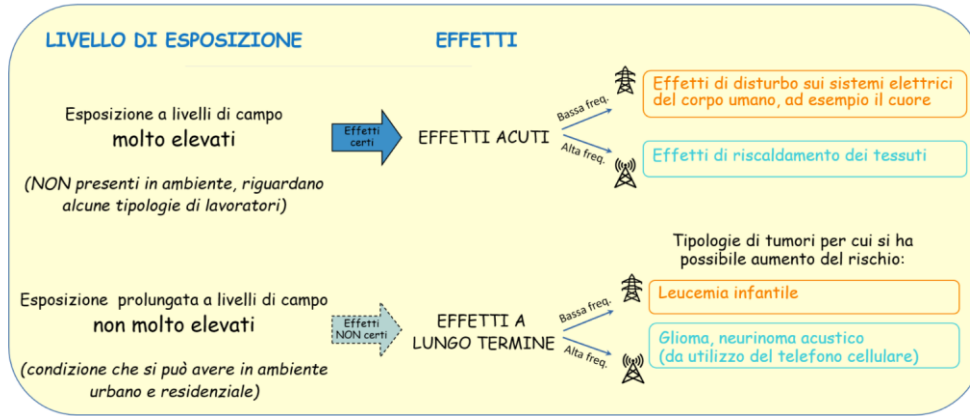 LIVELLO DI ESPOSIZIONE
EFFETTI
Esposizione a livelli di campo
molto elevati
(NON presenti in ambiente, riguardano
alcune tipologie di lavoratori)
Effetti
certi
EFFETTI ACUTI
Bassa freq.
Alta freq.
Effetti di disturbo sui sistemi elettrici
del corpo umano, ad esempio il cuore
Effetti di riscaldamento dei tessuti
Tipologie di tumori per cui si ha
possibile aumento del rischio:
Esposizione prolungata a livelli di campo
non molto elevati
(condizione che si può avere in ambiente
urbano e residenziale)
Effetti
NON certi
EFFETTI A
LUNGO TERMINE
Bassa freq.
Alta freq.
Leucemia infantile
Glioma, neurinoma acustico
(da utilizzo del telefono cellulare)